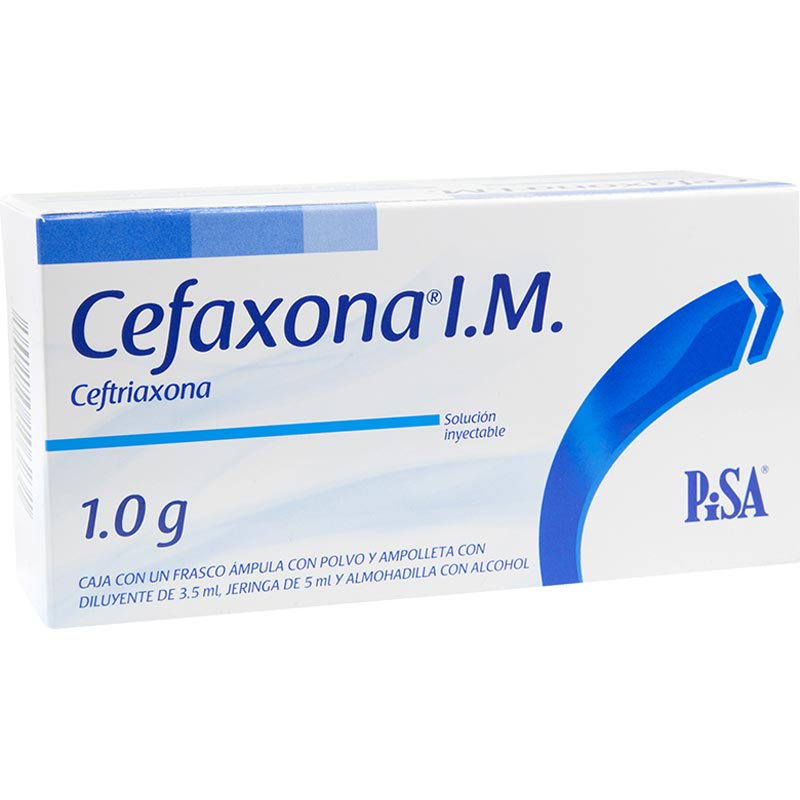 Cefaxona I.M.
Cefaxona® I.M.
Ceftriaxona
Solución
inyectable
1.0 g
PiSA®
CAJA CON UN FRASCO ÁMPULA CON POLVO Y AMPOLLETA CON
DILUYENTE DE 3.5 ml, JERINGA DE 5 ml Y ALMOHADILLA CON ALCOHOL